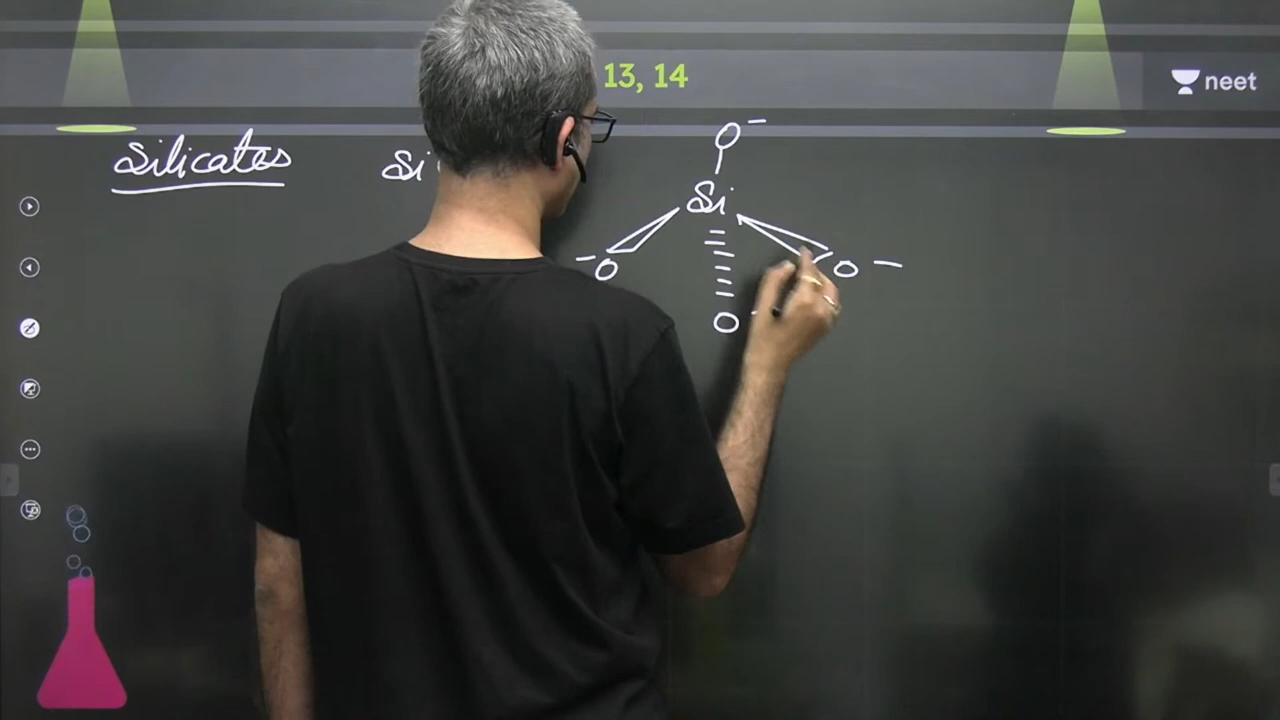 13, 14
neet
Silicates Si
O⁻
Si
⁻O O ⁻
O